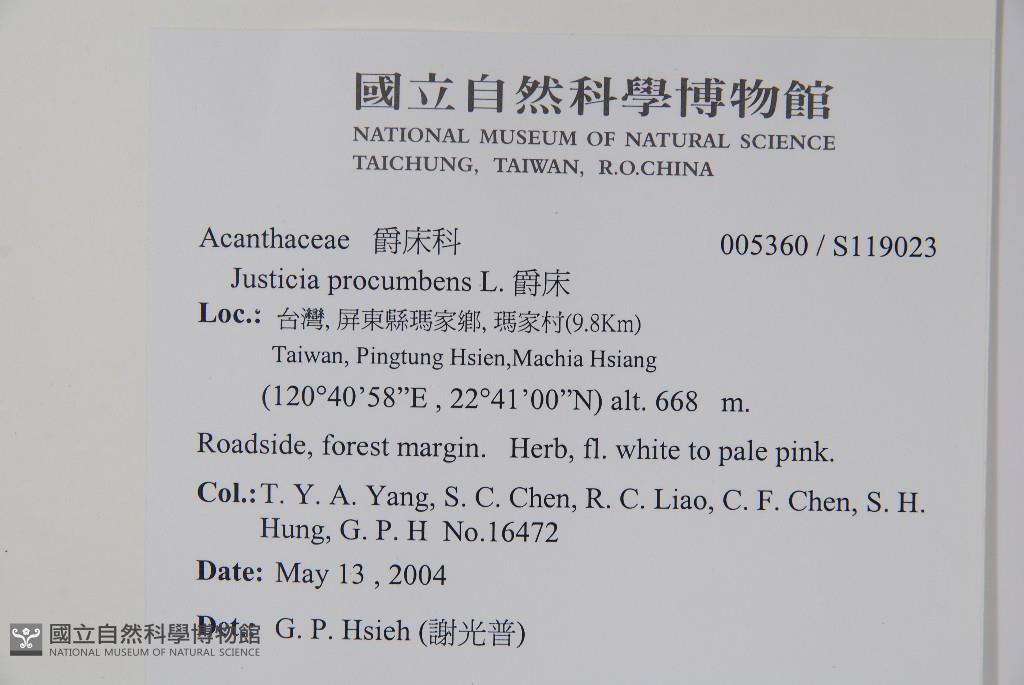 國立自然科學博物館
NATIONAL MUSEUM OF NATURAL SCIENCE
TAICHUNG, TAIWAN, R.O.CHINA
Acanthaceae 爵床科 005360 / S119023
Justicia procumbens L. 爵床
Loc.: 台灣, 屏東縣瑪家鄉, 瑪家村(9.8Km)
Taiwan, Pingtung Hsien,Machia Hsiang
(120°40’58”E , 22°41’00”N) alt. 668 m.
Roadside, forest margin. Herb, fl. white to pale pink.
Col.: T. Y. A. Yang, S. C. Chen, R. C. Liao, C. F. Chen, S. H.
Hung, G. P. H No.16472
Date: May 13 , 2004
Det.: G. P. Hsieh (謝光普)
國立自然科學博物館
NATIONAL MUSEUM OF NATURAL SCIENCE